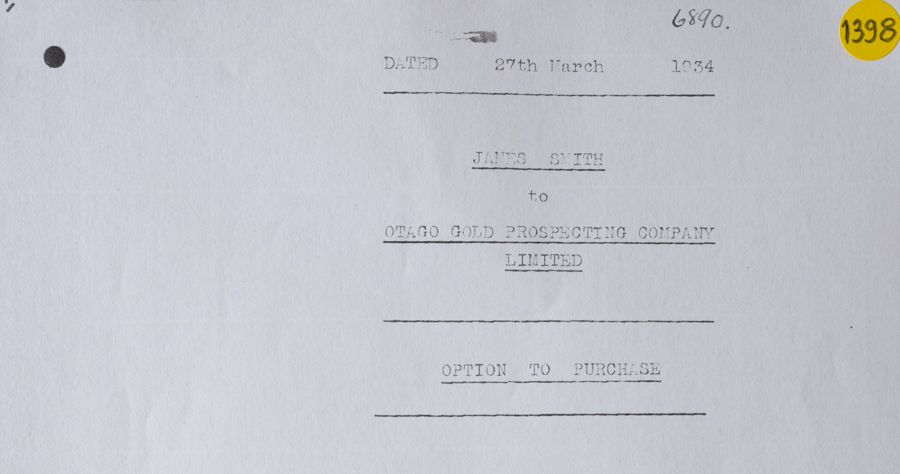 6890.
1398
DATED 27th March 1934
JAMES SMITH
to
OTAGO GOLD PROSPECTING COMPANY
LIMITED
OPTION TO PURCHASE